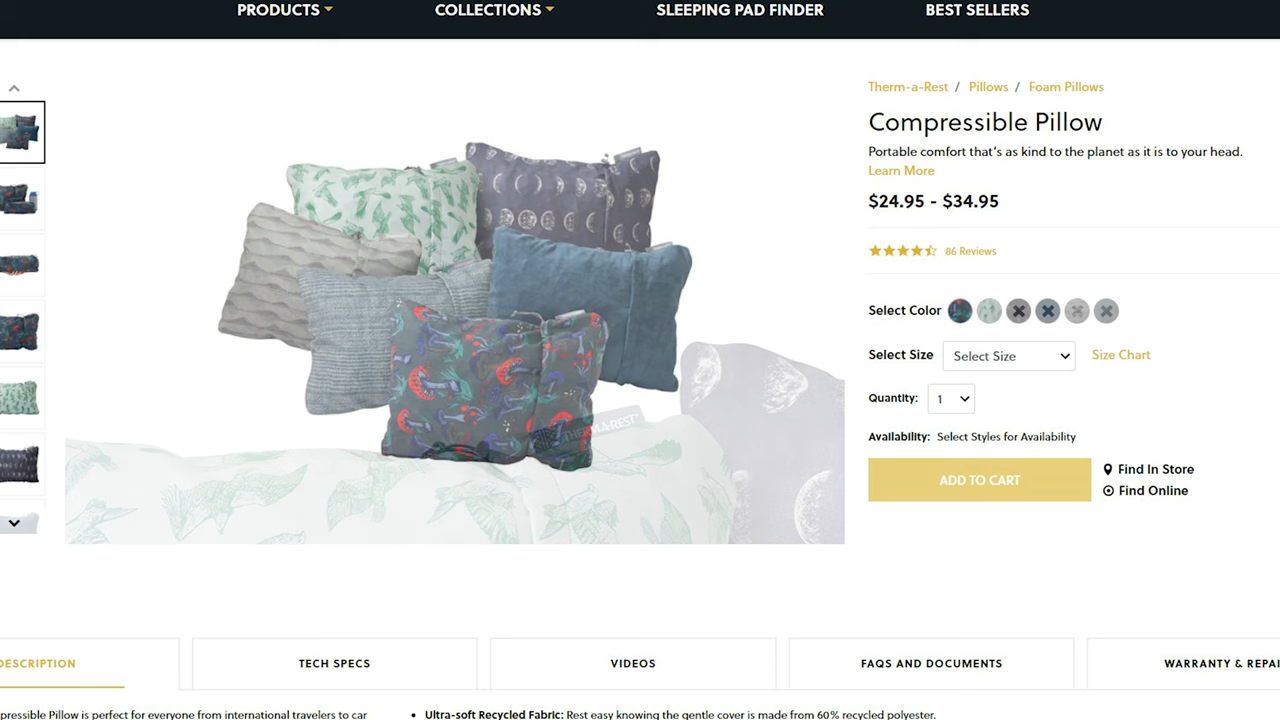 PRODUCTS
COLLECTIONS
SLEEPING PAD FINDER
BEST SELLERS
Therm-a-Rest / Pillows / Foam Pillows
Compressible Pillow
Portable comfort that's as kind to the planet as it is to your head.
Learn More
$24.95 - $34.95
86 Reviews
Select Color
Select Size Select Size Size Chart
Quantity: 1
Availability: Select Styles for Availability
ADD TO CART
Find In Store
Find Online
THERM-A-REST
DESCRIPTION
TECH SPECS
VIDEOS
FAQS AND DOCUMENTS
WARRANTY & REPAI
pressible Pillow is perfect for everyone from international travelers to car
• Ultra-soft Recycled Fabric: Rest easy knowing the gentle cover is made from 60% recycled polyester.